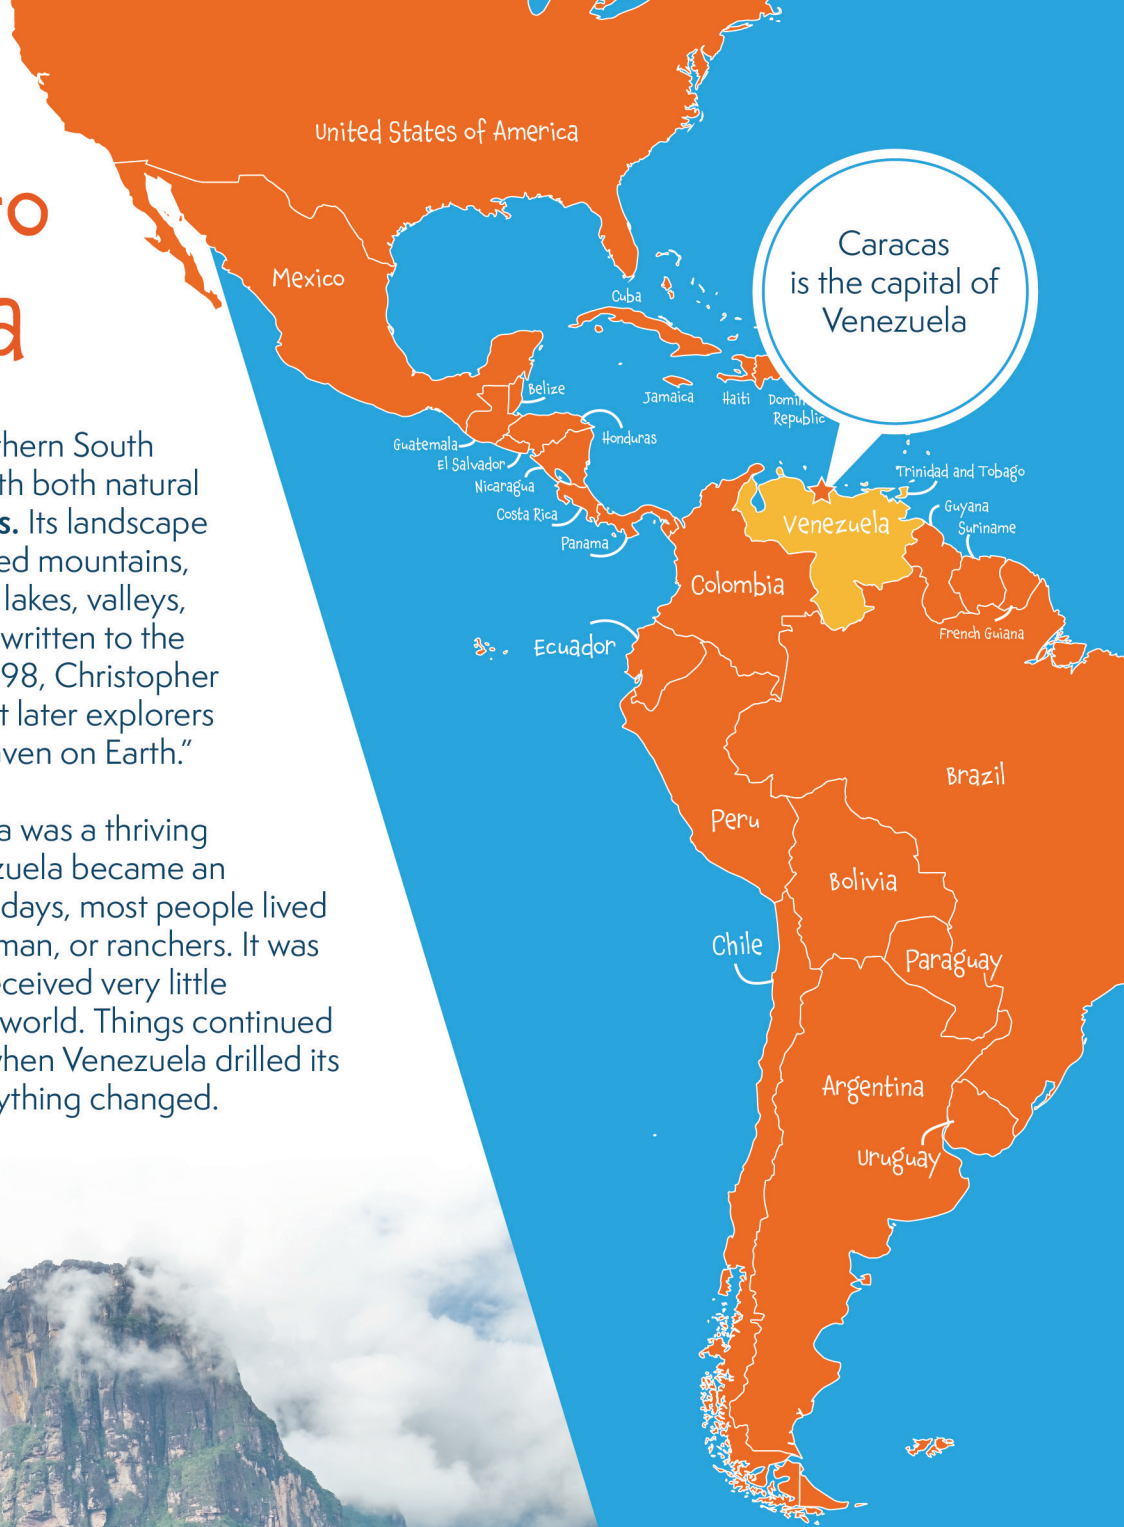 to
a
thern South
th both natural
s. Its landscape
ed mountains,
lakes, valleys,
written to the
98, Christopher
t later explorers
aven on Earth.”
a was a thriving
zuela became an
days, most people lived
man, or ranchers. It was
ceived very little
world. Things continued
when Venezuela drilled its
ything changed.
United States of America
Mexico
Cuba
Caracas
is the capital of
Venezuela
Belize
Jamaica
Haiti
Domin
Republic
Guatemala
Honduras
El Salvador
Nicaragua
Costa Rica
Panama
Trinidad and Tobago
Guyana
Suriname
Venezuela
Colombia
French Guiana
Ecuador
Brazil
Peru
Bolivia
Chile
Paraguay
Argentina
Uruguay